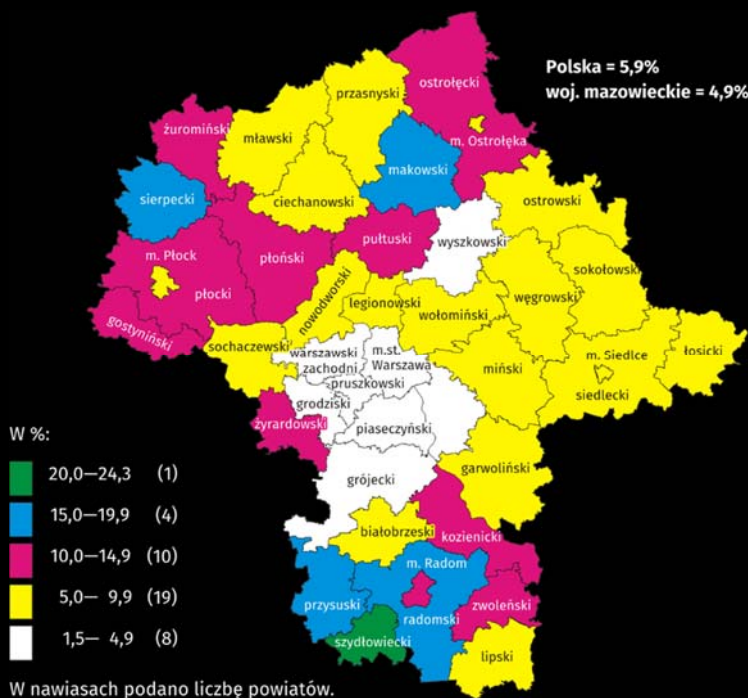 Polska = 5,9%
woj. mazowieckie = 4,9%
ostrołęcki
przasnyski
żuromiński
mławski
m. Ostrołęka
makowski
sierpecki
ciechanowski
ostrowski
pułtuski
wyszkowski
m. Płock
płoński
sokołowski
płocki
nowodworski
legionowski
węgrowski
wołomiński
gostyniński
sochaczewski
warszawski
zachodni
m.st.
Warszawa
m. Siedlce
łosicki
pruszkowski
miński
siedlecki
grodziski
żyrardowski
piaseczyński
garwoliński
grójecki
białobrzeski
kozienicki
m. Radom
przysuski
radomski
zwoleński
szydłowiecki
lipski
W %:
20,0—24,3 (1)
15,0—19,9 (4)
10,0—14,9 (10)
5,0— 9,9 (19)
1,5— 4,9 (8)
W nawiasach podano liczbę powiatów.